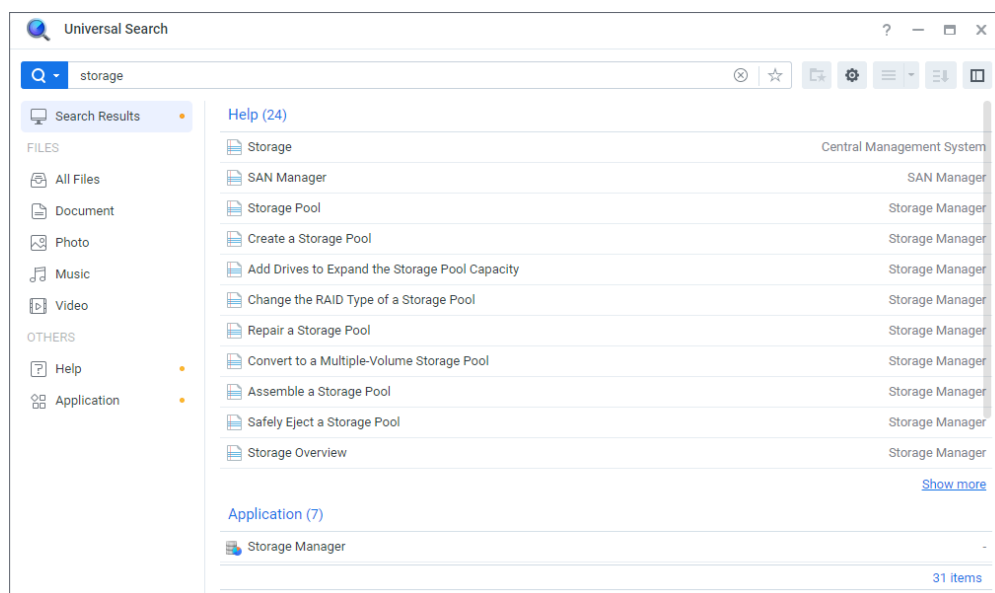 Universal Search
storage
Search Results
FILES
All Files
Document
Photo
Music
Video
OTHERS
Help
Application
Help (24)
Storage Central Management System
SAN Manager SAN Manager
Storage Pool Storage Manager
Create a Storage Pool Storage Manager
Add Drives to Expand the Storage Pool Capacity Storage Manager
Change the RAID Type of a Storage Pool Storage Manager
Repair a Storage Pool Storage Manager
Convert to a Multiple-Volume Storage Pool Storage Manager
Assemble a Storage Pool Storage Manager
Safely Eject a Storage Pool Storage Manager
Storage Overview Storage Manager
Show more
Application (7)
Storage Manager -
31 items